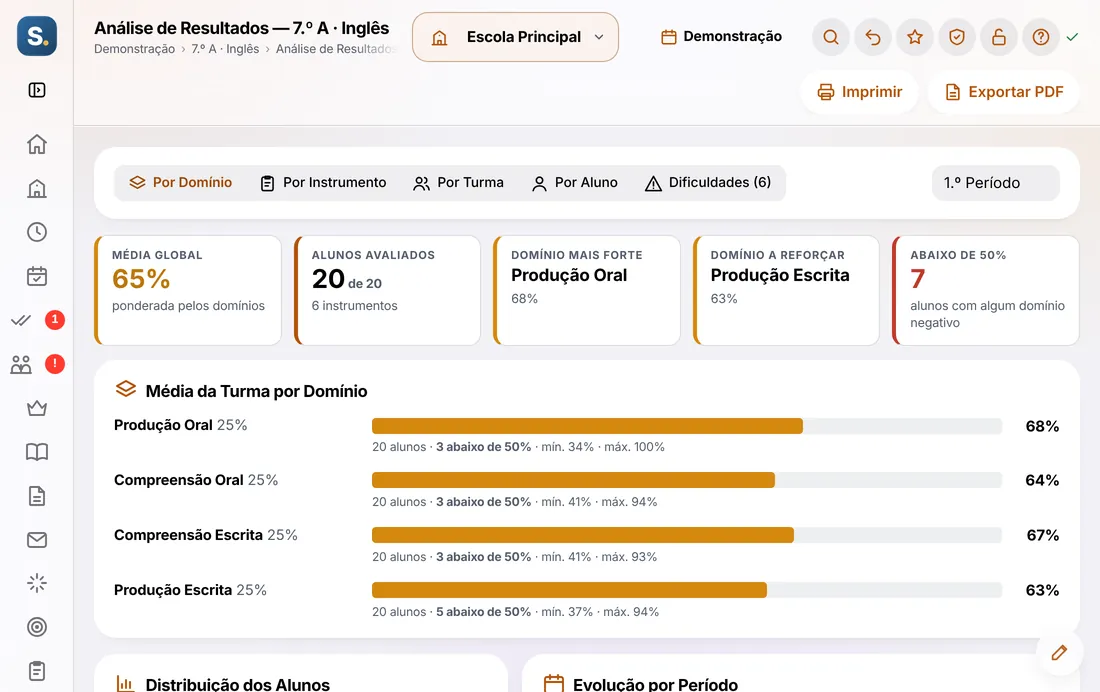 S.
Análise de Resultados — 7.º A · Inglês
Demonstração › 7.º A · Inglês › Análise de Resultados
Escola Principal
Demonstração
Imprimir
Exportar PDF
1
!
Por Domínio
Por Instrumento
Por Turma
Por Aluno
Dificuldades (6)
1.º Período
MÉDIA GLOBAL
65%
ponderada pelos domínios
ALUNOS AVALIADOS
20 de 20
6 instrumentos
DOMÍNIO MAIS FORTE
Produção Oral
68%
DOMÍNIO A REFORÇAR
Produção Escrita
63%
ABAIXO DE 50%
7
alunos com algum domínio
negativo
Média da Turma por Domínio
Produção Oral 25%
68%
20 alunos · 3 abaixo de 50% · mín. 34% · máx. 100%
Compreensão Oral 25%
64%
20 alunos · 3 abaixo de 50% · mín. 41% · máx. 94%
Compreensão Escrita 25%
67%
20 alunos · 3 abaixo de 50% · mín. 41% · máx. 93%
Produção Escrita 25%
63%
20 alunos · 5 abaixo de 50% · mín. 37% · máx. 94%
Distribuição dos Alunos
Evolução por Período